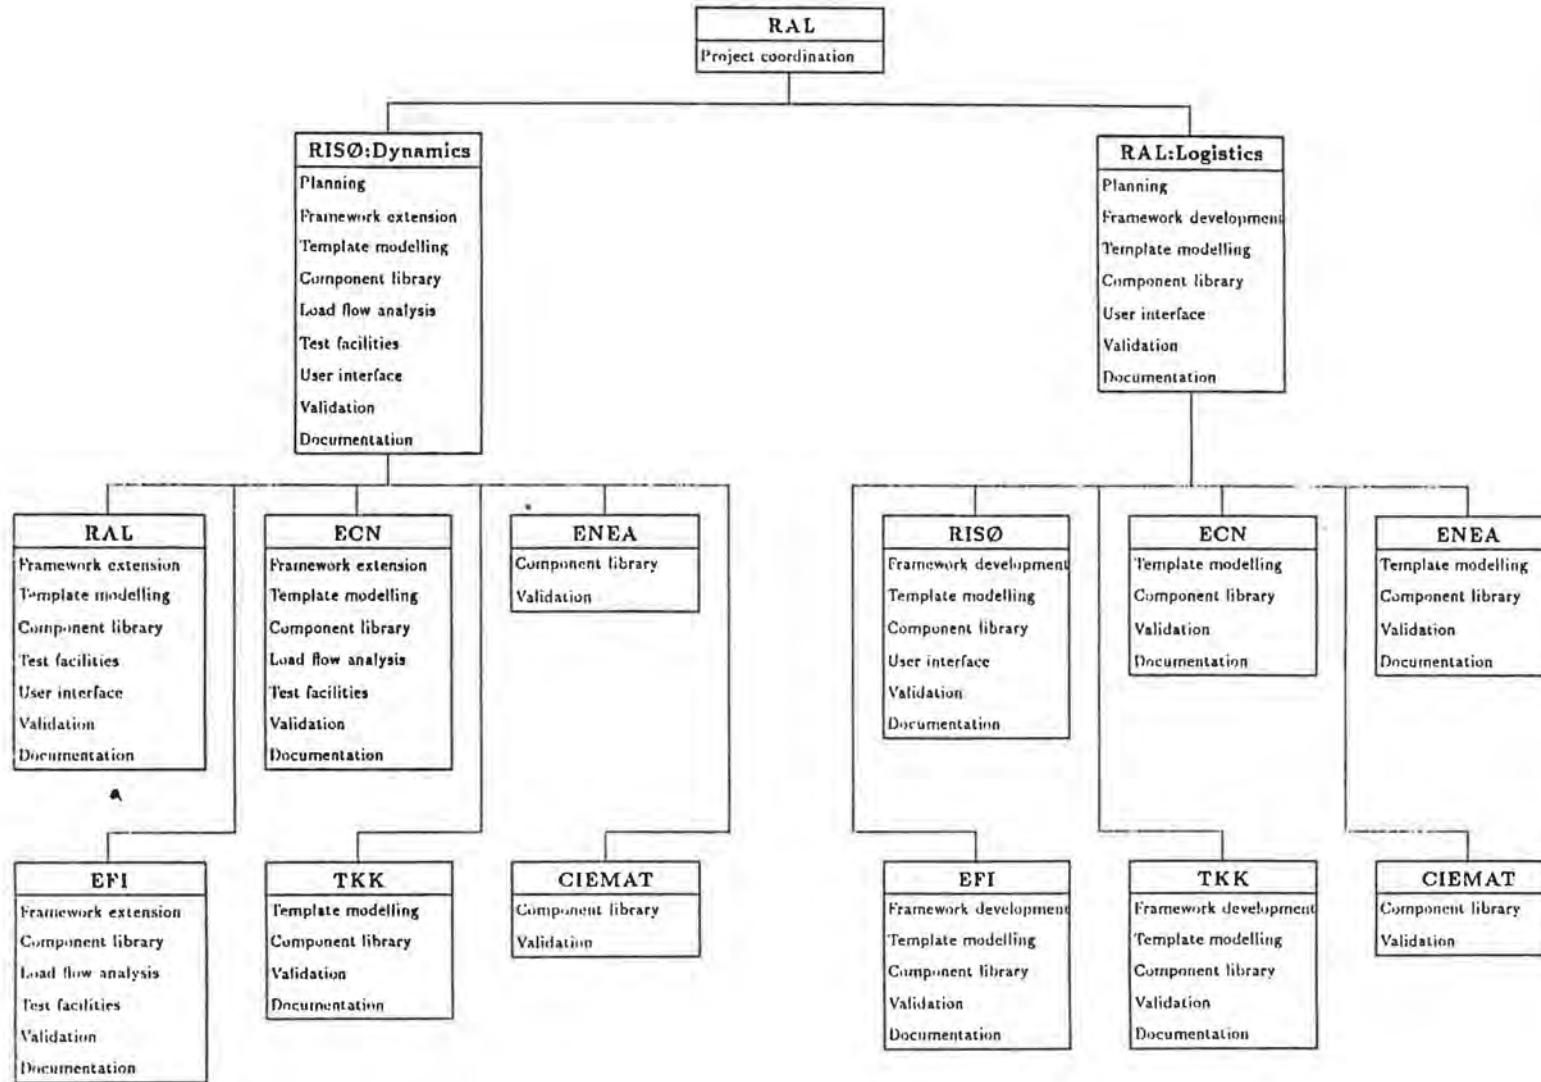 RAL
Project coordination
RISØ:Dynamics
Planning
Framework extension
Template modelling
Component library
Load flow analysis
Test facilities
User interface
Validation
Documentation
RAL:Logistics
Planning
Framework development
Template modelling
Component library
User interface
Validation
Documentation
RAL
Framework extension
Template modelling
Component library
Test facilities
User interface
Validation
Documentation
ECN
Framework extension
Template modelling
Component library
Load flow analysis
Test facilities
Validation
Documentation
ENEA
Component library
Validation
RISØ
Framework development
Template modelling
Component library
User interface
Validation
Documentation
ECN
Template modelling
Component library
Validation
Documentation
ENEA
Template modelling
Component library
Validation
Documentation
EFI
Framework extension
Component library
Load flow analysis
Test facilities
Validation
Documentation
TKK
Template modelling
Component library
Validation
Documentation
CIEMAT
Component library
Validation
EFI
Framework development
Template modelling
Component library
Validation
Documentation
TKK
Framework development
Template modelling
Component library
Validation
Documentation
CIEMAT
Component library
Validation